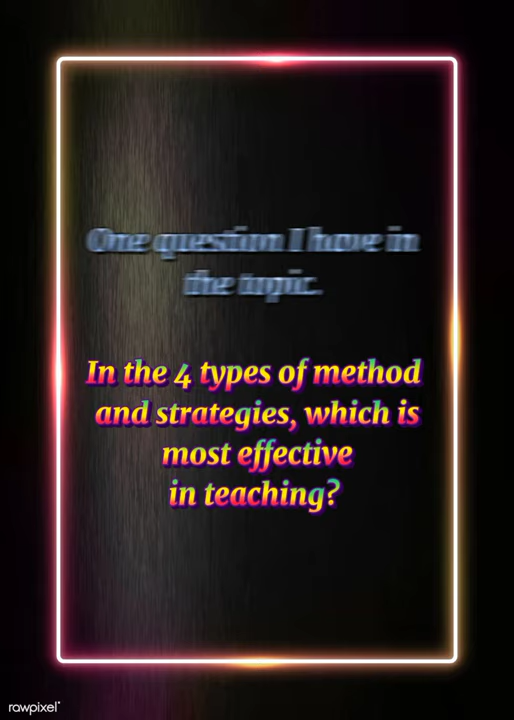 One question I have in
the topic.
In the 4 types of method
and strategies, which is
most effective
in teaching?
rawpixel